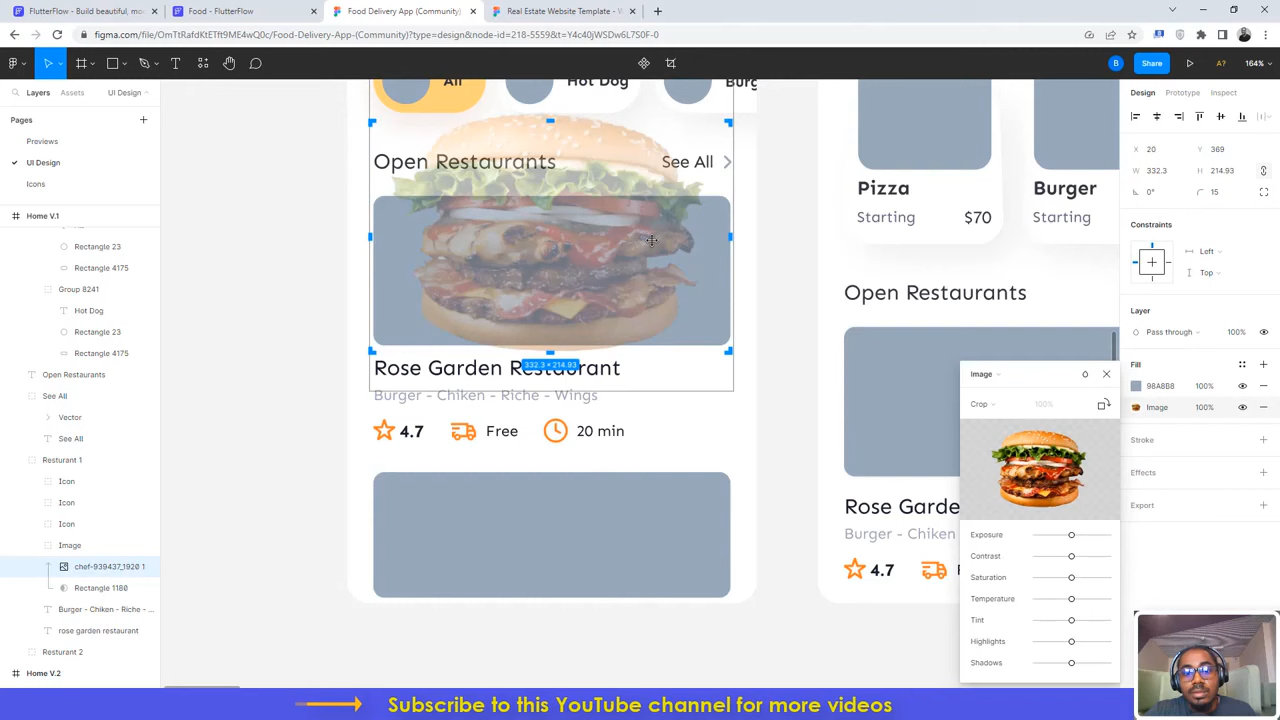 FlutterFlow - Build beautiful, mo
Food - FlutterFlow
Food Delivery App (Community)
Real Estate Website Template - W
figma.com/file/OmTtRafdKtETft9ME4wQ0c/Food-Delivery-App-(Community)?type=design&node-id=218-5559&t=Y4c40jWSDw6L7S0F-0
B
Share
A?
164%
Layers
Assets
UI Design
Pages
Previews
UI Design
Icons
Home V.1
Rectangle 23
Rectangle 4175
Group 8241
Hot Dog
Rectangle 23
Rectangle 4175
Open Restaurants
See All
Vector
See All
Resturant 1
Icon
Icon
Icon
Image
chef-939437_1920 1
Rectangle 1180
Burger - Chiken - Riche - ...
rose garden restaurant
Resturant 2
Home V.2
All
Hot Dog
Burg
Open Restaurants
See All
332.3 × 214.93
Rose Garden Restaurant
Burger - Chiken - Riche - Wings
4.7
Free
20 min
Pizza
Starting
$70
Burger
Starting
Open Restaurants
Rose Garde
Burger - Chiken
4.7
Design
Prototype
Inspect
X 20
Y 369
W 332.3
H 214.93
0°
15
Constraints
Left
Top
Layer
Pass through
100%
Fill
98A8B8
100%
Image
100%
Stroke
Effects
Export
Image
Crop
100%
Exposure
Contrast
Saturation
Temperature
Tint
Highlights
Shadows
Subscribe to this YouTube channel for more videos